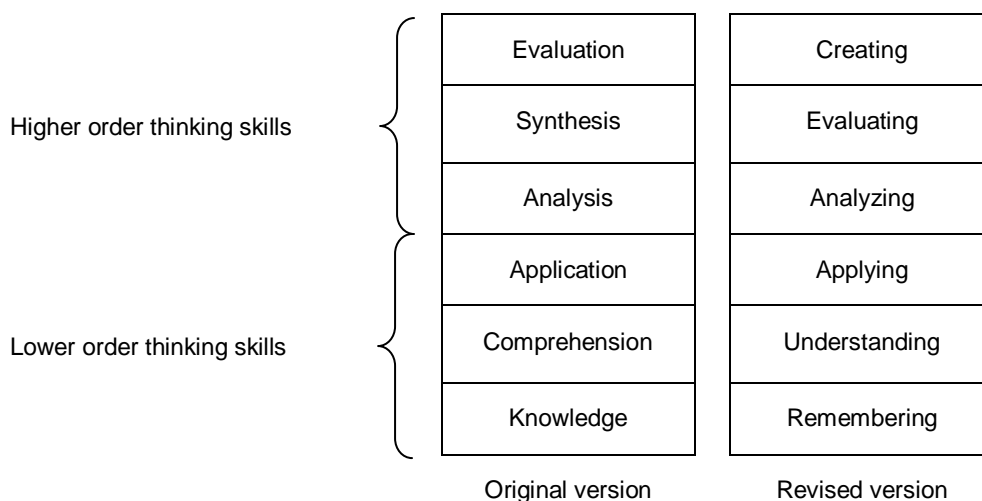 Evaluation Creating
Higher order thinking skills Synthesis Evaluating
Analysis Analyzing
Application Applying
Lower order thinking skills Comprehension Understanding
Knowledge Remembering
Original version Revised version